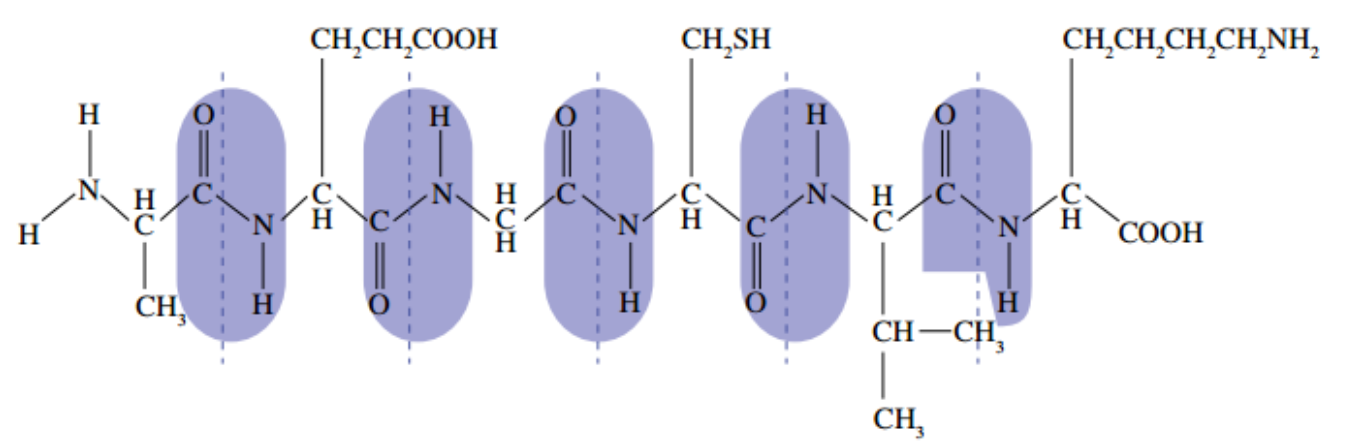 CH₂CH₂COOH CH₂SH CH₂CH₂CH₂CH₂NH₂
H O H O H O
N H C C N H C C N H C C
H C N H C H N H C N H COOH
CH₃ H O H O H
CH—CH₃
CH₃